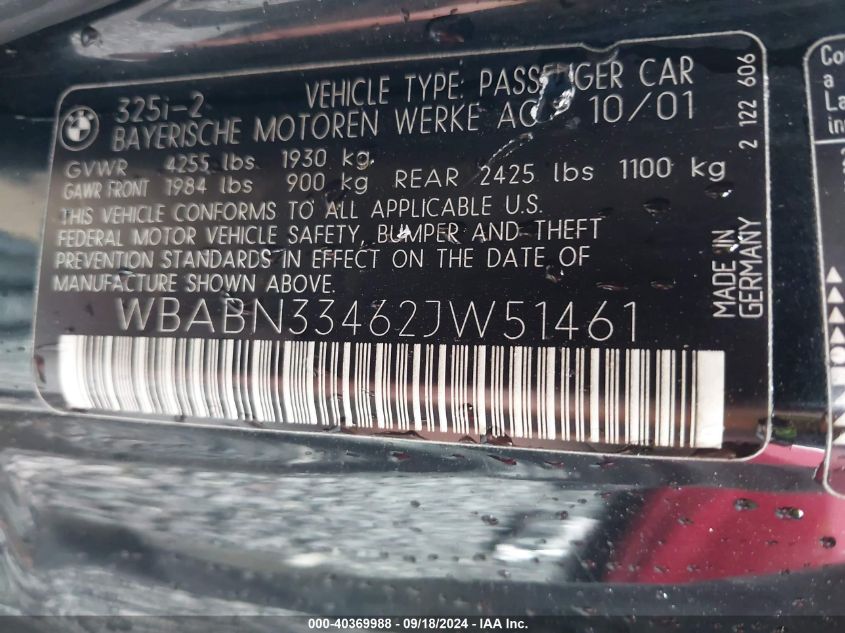 BMW
325i-2 VEHICLE TYPE: PASSENGER CAR
BAYERISCHE MOTOREN WERKE AG 10/01
GVWR 4255 lbs 1930 kg.
GAWR FRONT 1984 lbs 900 kg REAR 2425 lbs 1100 kg
THIS VEHICLE CONFORMS TO ALL APPLICABLE U.S.
FEDERAL MOTOR VEHICLE SAFETY, BUMPER AND THEFT
PREVENTION STANDARDS IN EFFECT ON THE DATE OF
MANUFACTURE SHOWN ABOVE.
WBABN33462JW51461
2 122 606
MADE IN
GERMANY
Co
a
La
000-40369988 - 09/18/2024 - IAA Inc.